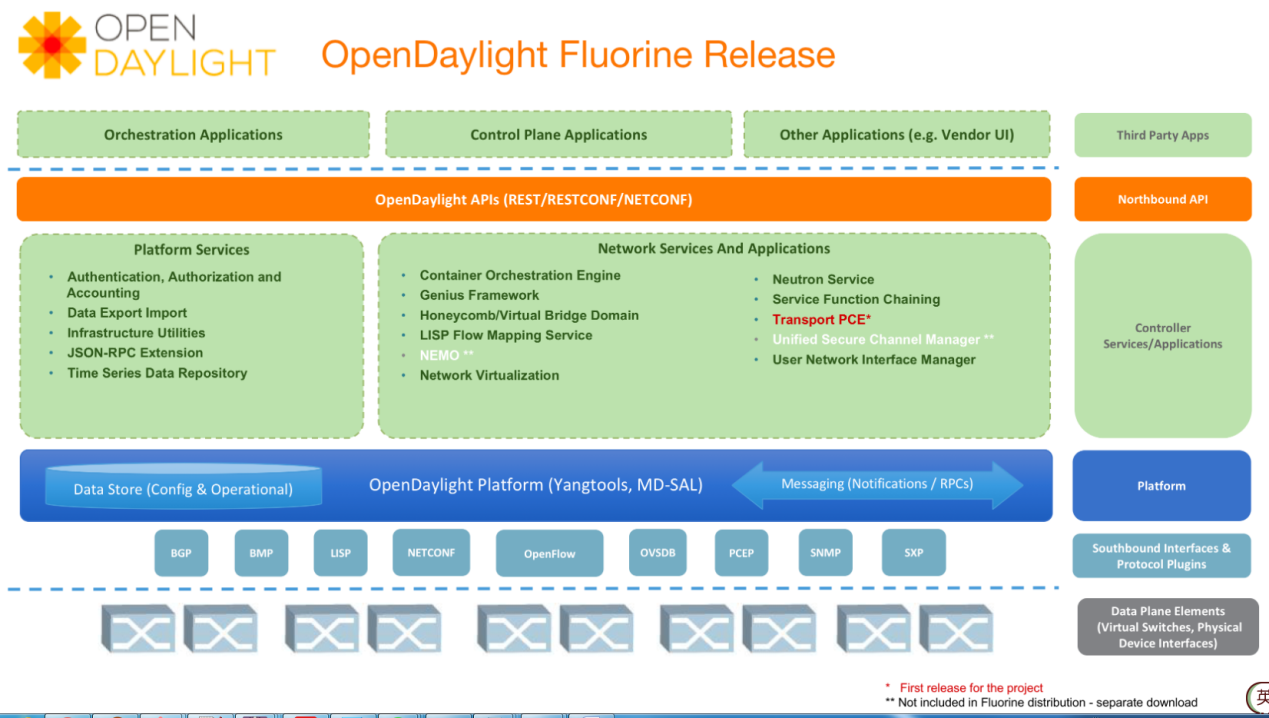 OPEN
DAYLIGHT
OpenDaylight Fluorine Release
Orchestration Applications
Control Plane Applications
Other Applications (e.g. Vendor UI)
Third Party Apps
OpenDaylight APIs (REST/RESTCONF/NETCONF)
Northbound API
Platform Services
• Authentication, Authorization and
Accounting
• Data Export Import
• Infrastructure Utilities
• JSON-RPC Extension
• Time Series Data Repository
Network Services And Applications
• Container Orchestration Engine
• Genius Framework
• Honeycomb/Virtual Bridge Domain
• LISP Flow Mapping Service
• NEMO **
• Network Virtualization
• Neutron Service
• Service Function Chaining
• Transport PCE*
• Unified Secure Channel Manager **
• User Network Interface Manager
Controller
Services/Applications
Data Store (Config & Operational)
OpenDaylight Platform (Yangtools, MD-SAL)
Messaging (Notifications / RPCs)
Platform
BGP
BMP
LISP
NETCONF
OpenFlow
OVSDB
PCEP
SNMP
SXP
Southbound Interfaces &
Protocol Plugins
Data Plane Elements
(Virtual Switches, Physical
Device Interfaces)
* First release for the project
** Not included in Fluorine distribution - separate download
英